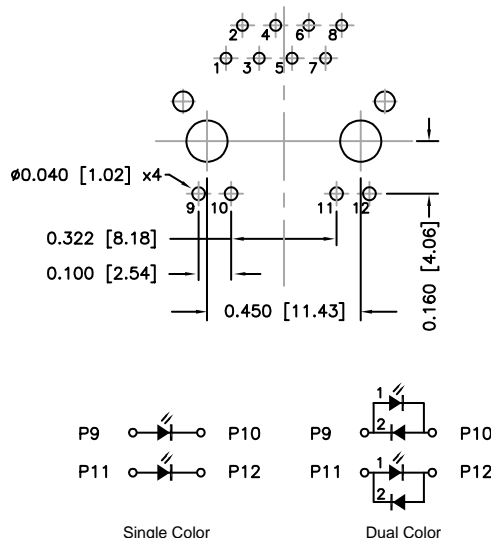 2 4 6 8
1 3 5 7
ø0.040 [1.02] x4
9 10 11 12
0.322 [8.18]
0.100 [2.54]
0.450 [11.43]
0.160 [4.06]
1
P9 P10 P9 2 P10
P11 P12 P11 1 P12
2
Single Color Dual Color